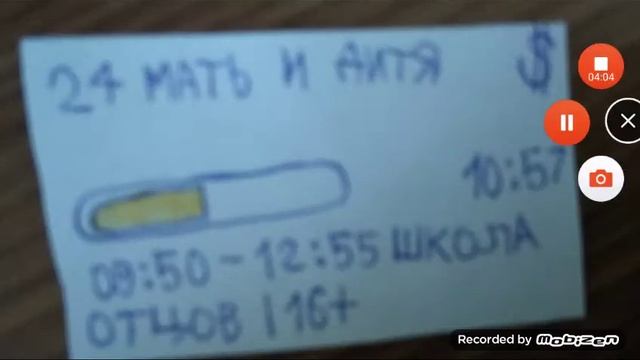 24 МАТЬ И ДИТЯ $
04:04
10:57
09:50 - 12:55 ШКОЛА
ОТЦОВ | 16+
Recorded by Mobizen